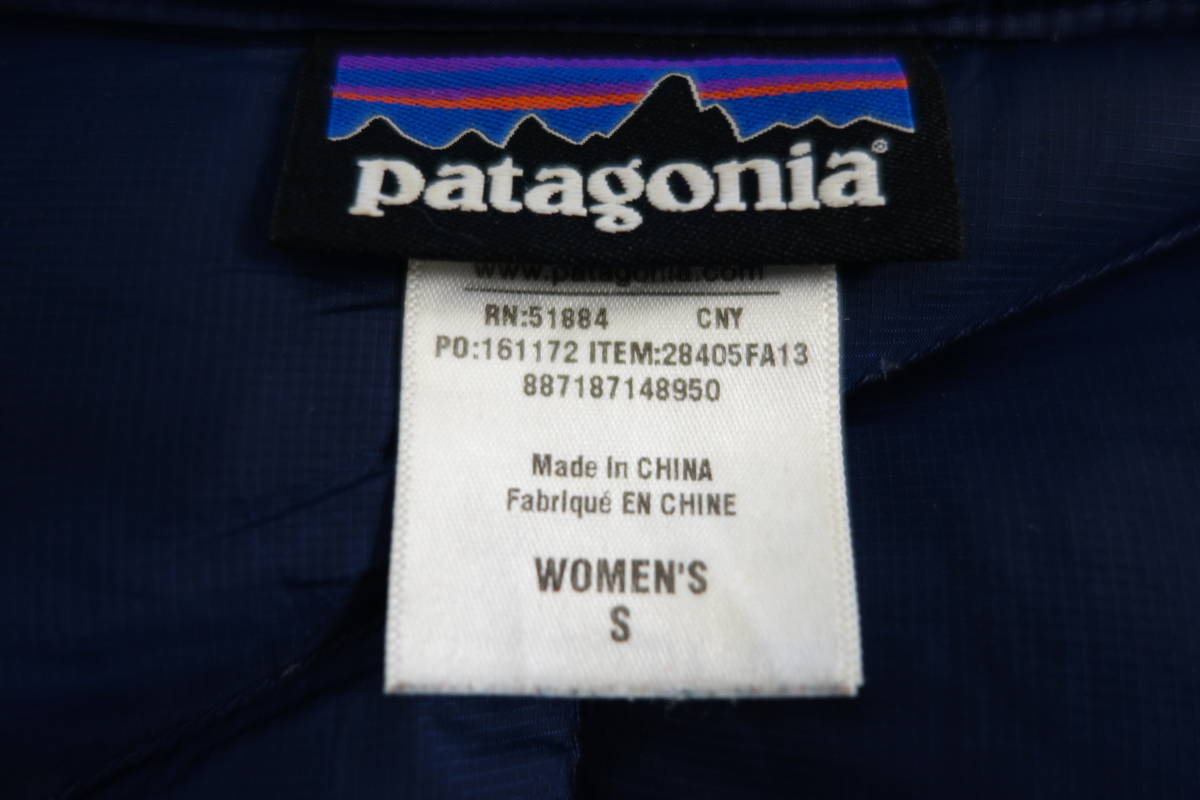 patagonia®
www.patagonia.com
RN:51884 CNY
PO:161172 ITEM:28405FA13
887187148950
Made In CHINA
Fabriqué EN CHINE
WOMEN'S
S